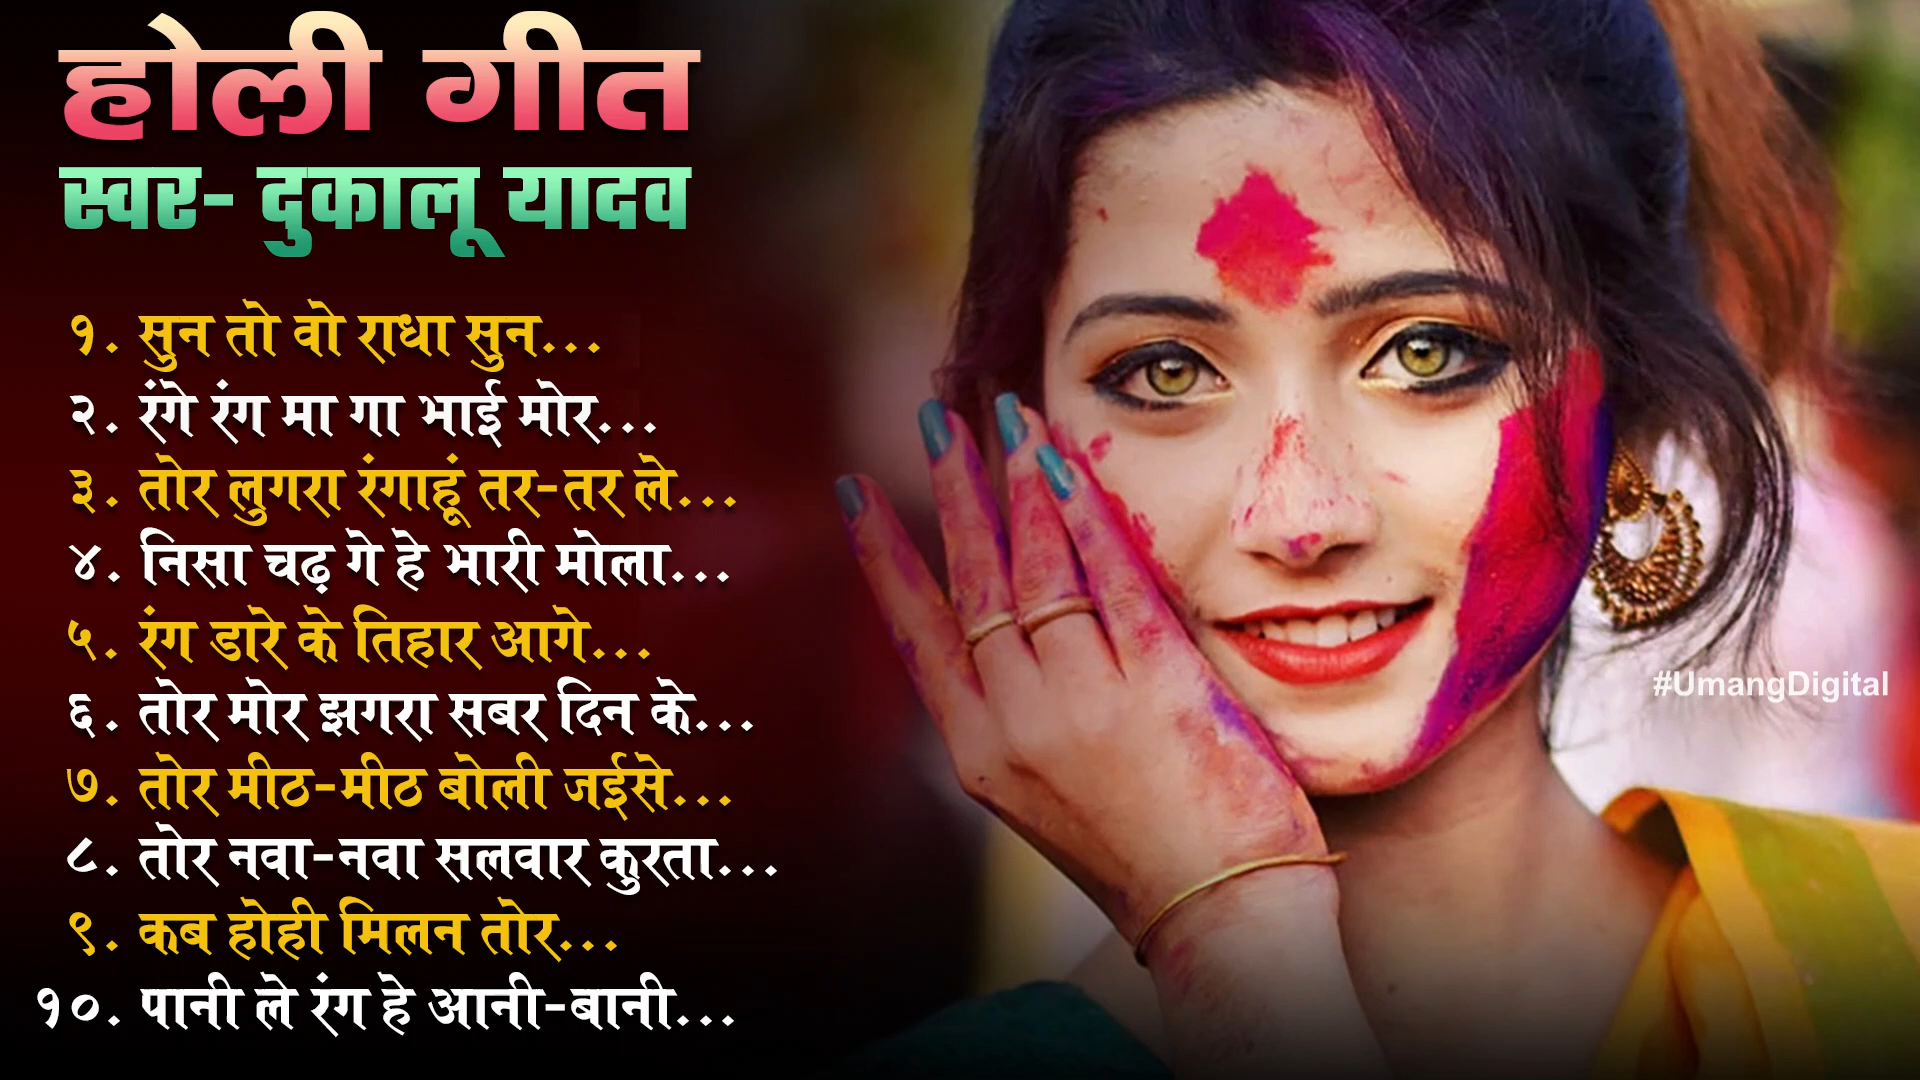 होली गीत
स्वर- दुकालू यादव
१. सुन तो वो राधा सुन...
२. रंगे रंग मा गा भाई मोर...
३. तोर लुगरा रंगाहूं तर-तर ले...
४. निसा चढ़ गे हे भारी मोला...
५. रंग डारे के तिहार आगे...
६. तोर मोर झगरा सबर दिन के...
७. तोर मीठ-मीठ बोली जईसे...
८. तोर नवा-नवा सलवार कुरता...
९. कब होही मिलन तोर...
१०. पानी ले रंग हे आनी-बानी...
#UmangDigital